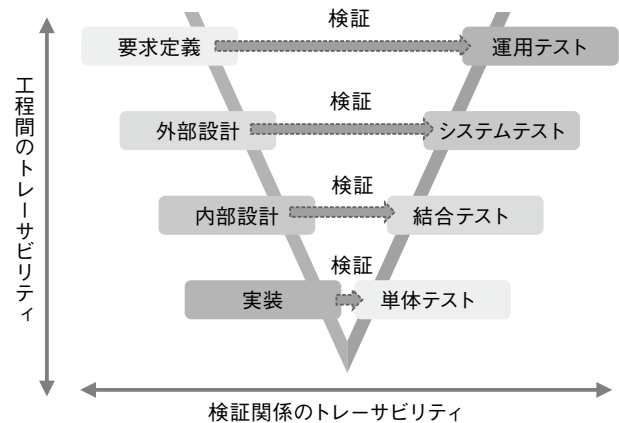 検証
要求定義
運用テスト
検証
外部設計
システムテスト
検証
内部設計
結合テスト
検証
実装
単体テスト
工程間のトレーサビリティ
検証関係のトレーサビリティ